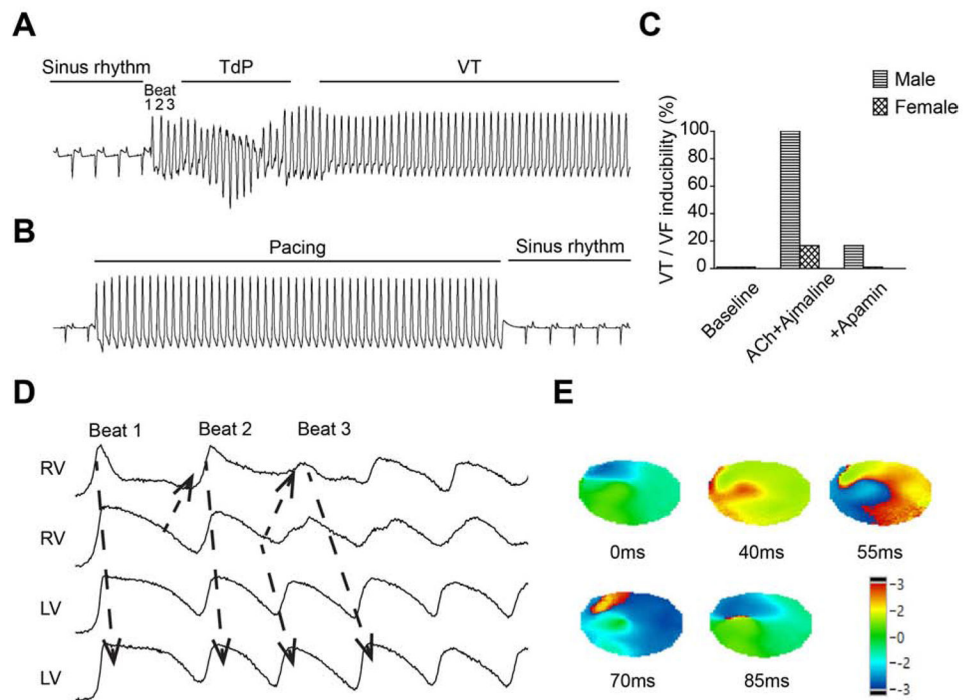 A
Sinus rhythm TdP VT
Beat
1 2 3
B
Pacing Sinus rhythm
C
Male
Female
VT / VF inducibility (%)
100
80
60
40
20
0
Baseline
ACh+Ajmaline
+Apamin
D
Beat 1 Beat 2 Beat 3
RV
RV
LV
LV
E
0ms 40ms 55ms
70ms 85ms
-3
-2
-0
-2
-3